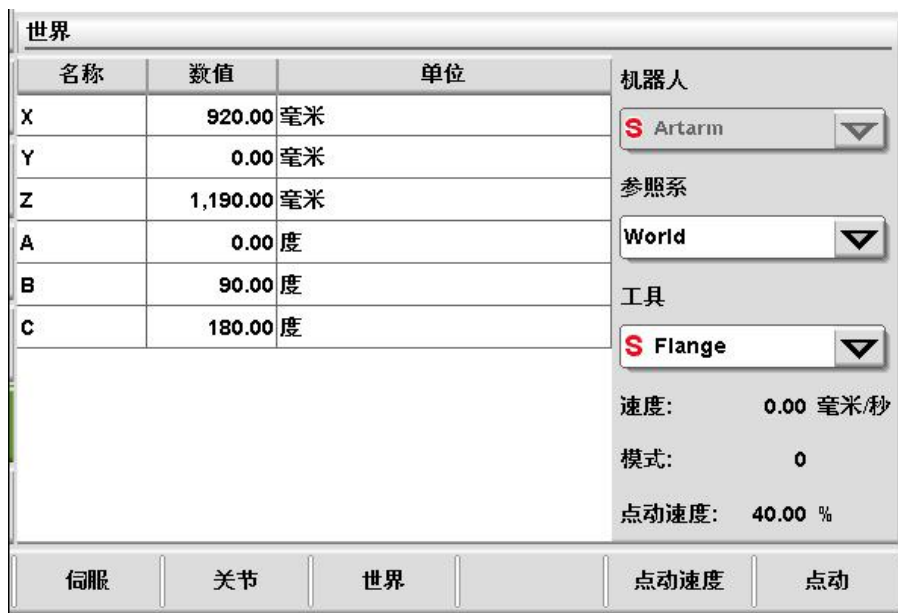 世界
名称 数值 单位
X 920.00 毫米
Y 0.00 毫米
Z 1,190.00 毫米
A 0.00 度
B 90.00 度
C 180.00 度
机器人
S Artarm
参照系
World
工具
S Flange
速度: 0.00 毫米/秒
模式: 0
点动速度: 40.00 %
伺服 关节 世界 点动速度 点动